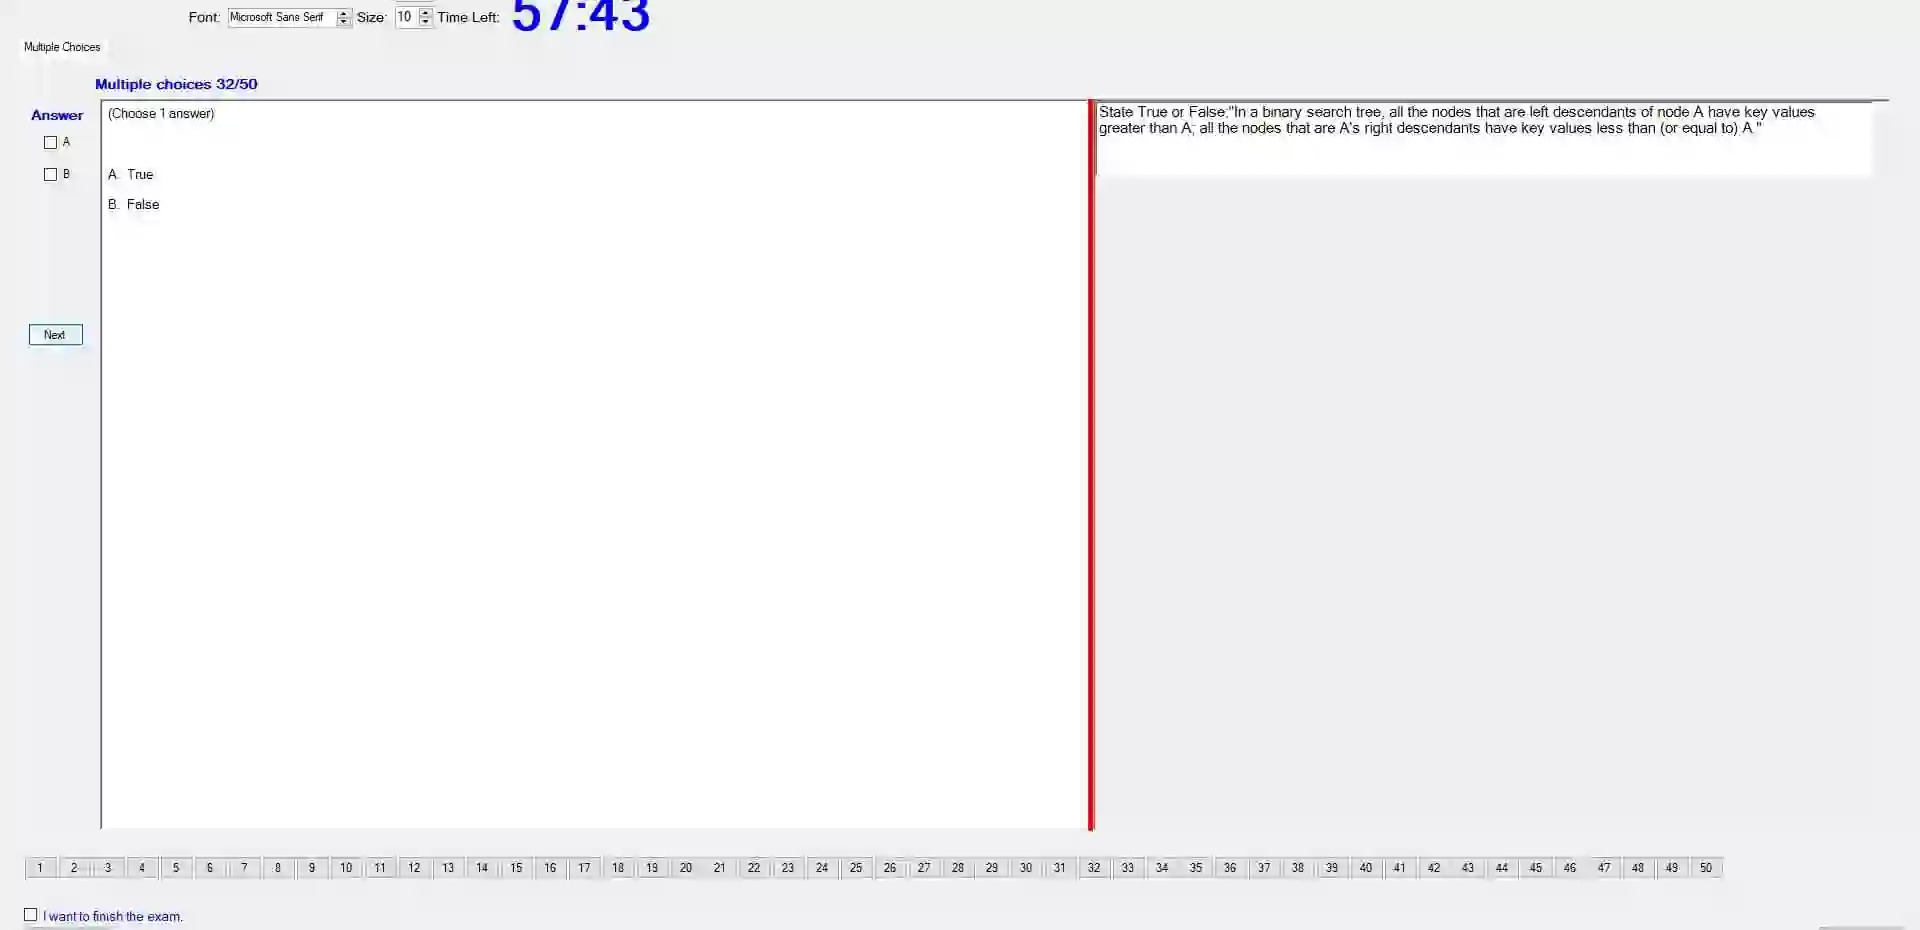 Font: Microsoft Sans Serif Size: 10 Time Left: 57:43
Multiple Choices
Multiple choices 32/50
Answer
A
B
Next
(Choose 1 answer)
A. True
B. False
State True or False:"In a binary search tree, all the nodes that are left descendants of node A have key values
greater than A; all the nodes that are A's right descendants have key values less than (or equal to) A."
1 2 3 4 5 6 7 8 9 10 11 12 13 14 15 16 17 18 19 20 21 22 23 24 25 26 27 28 29 30 31 32 33 34 35 36 37 38 39 40 41 42 43 44 45 46 47 48 49 50
I want to finish the exam.